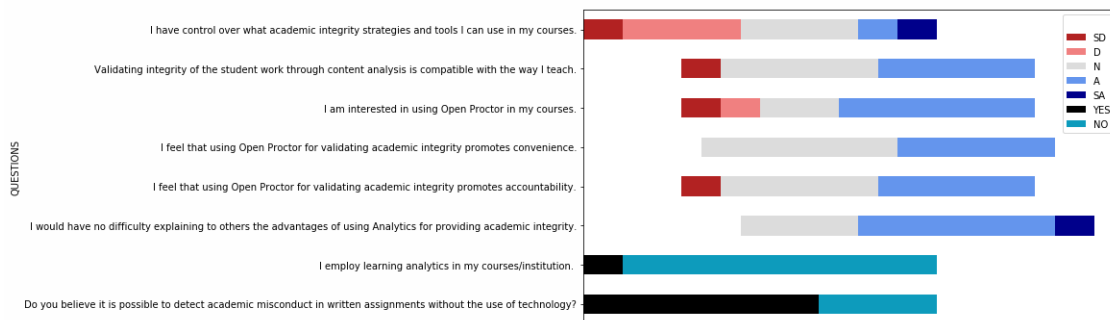 I have control over what academic integrity strategies and tools I can use in my courses.
Validating integrity of the student work through content analysis is compatible with the way I teach.
I am interested in using Open Proctor in my courses.
I feel that using Open Proctor for validating academic integrity promotes convenience.
I feel that using Open Proctor for validating academic integrity promotes accountability.
I would have no difficulty explaining to others the advantages of using Analytics for providing academic integrity.
I employ learning analytics in my courses/institution.
Do you believe it is possible to detect academic misconduct in written assignments without the use of technology?
QUESTIONS
SD
D
N
A
SA
YES
NO